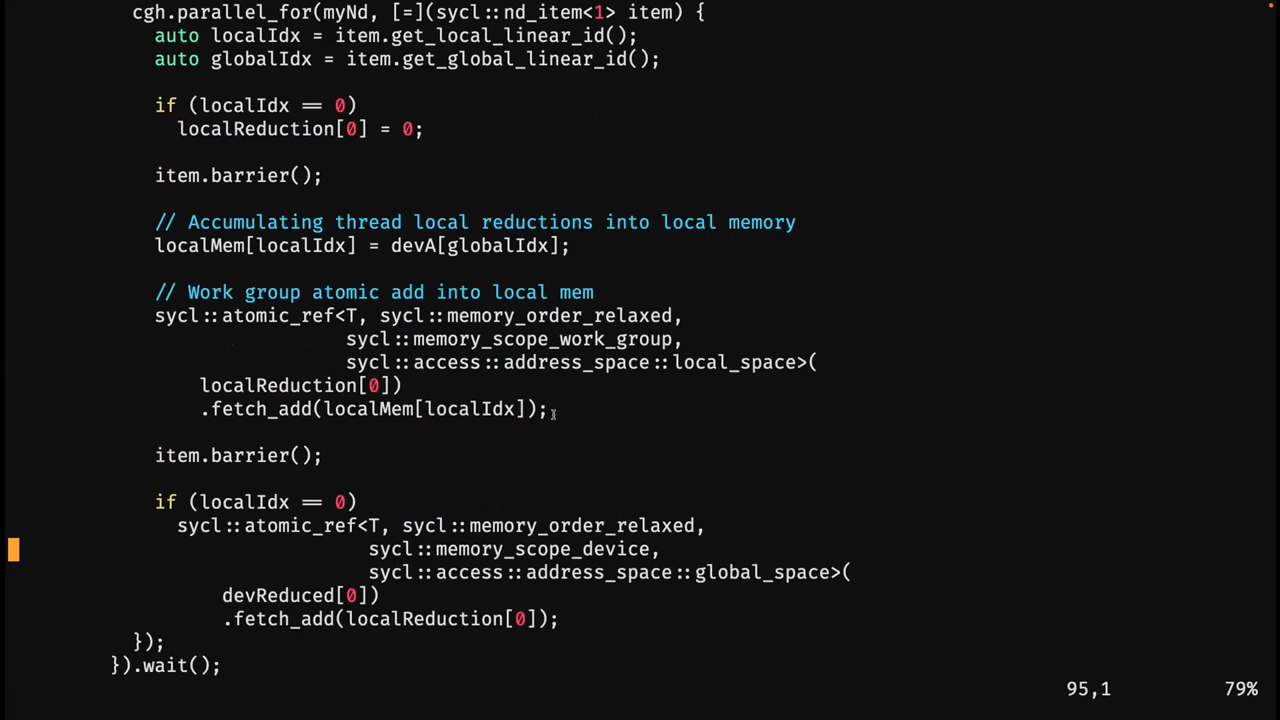 cgh.parallel_for(myNd, [=](sycl::nd_item<1> item) {
auto localIdx = item.get_local_linear_id();
auto globalIdx = item.get_global_linear_id();
if (localIdx == 0)
localReduction[0] = 0;
item.barrier();
// Accumulating thread local reductions into local memory
localMem[localIdx] = devA[globalIdx];
// Work group atomic add into local mem
sycl::atomic_ref<T, sycl::memory_order_relaxed,
sycl::memory_scope_work_group,
sycl::access::address_space::local_space>(
localReduction[0])
.fetch_add(localMem[localIdx]);
item.barrier();
if (localIdx == 0)
sycl::atomic_ref<T, sycl::memory_order_relaxed,
sycl::memory_scope_device,
sycl::access::address_space::global_space>(
devReduced[0])
.fetch_add(localReduction[0]);
});
}).wait();
95,1 79%